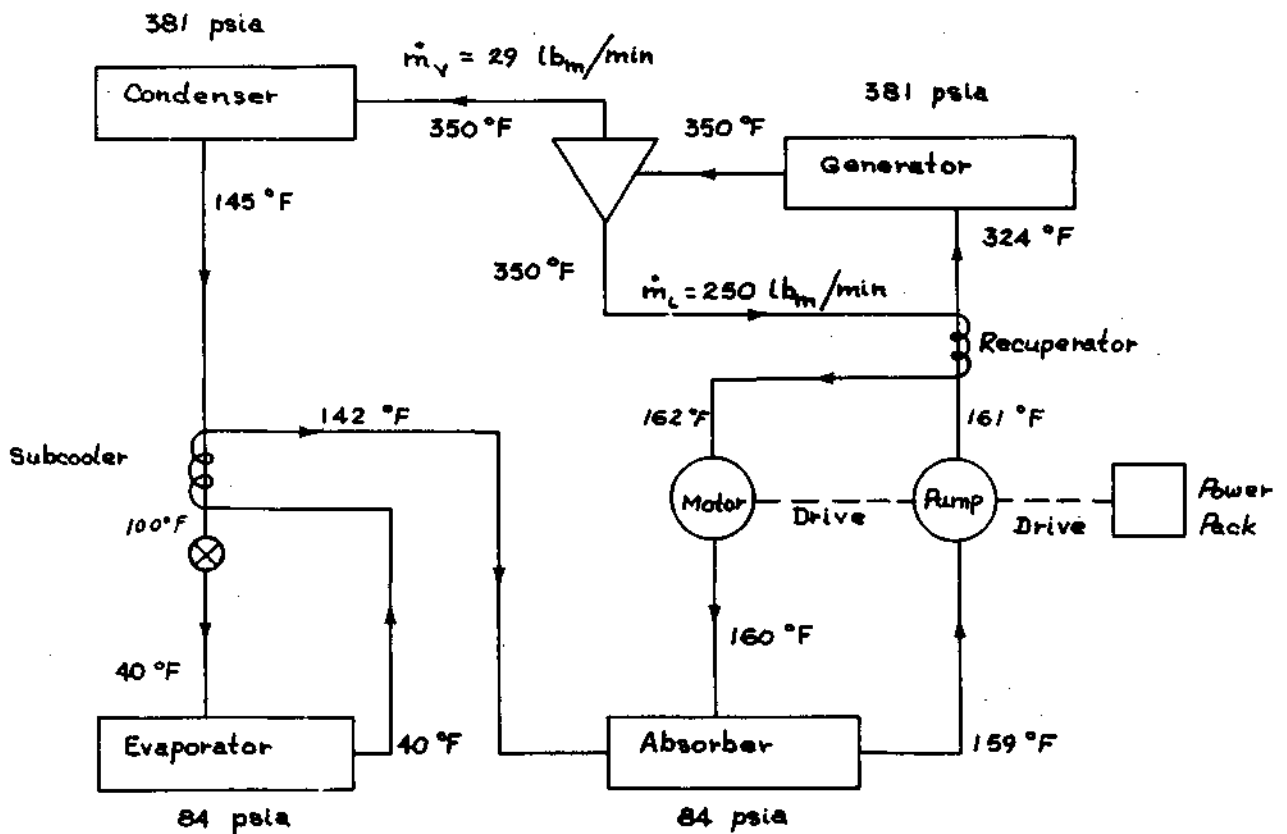 381 psia
ṁv = 29 lbm/min
Condenser
381 psia
350 °F
350 °F
Generator
145 °F
324 °F
350 °F
ṁL = 250 lbm/min
Recuperator
142 °F
162 °F
161 °F
Subcooler
100 °F
Motor
Drive
Pump
Drive
Power
Pack
160 °F
40 °F
Evaporator
40 °F
Absorber
159 °F
84 psia
84 psia